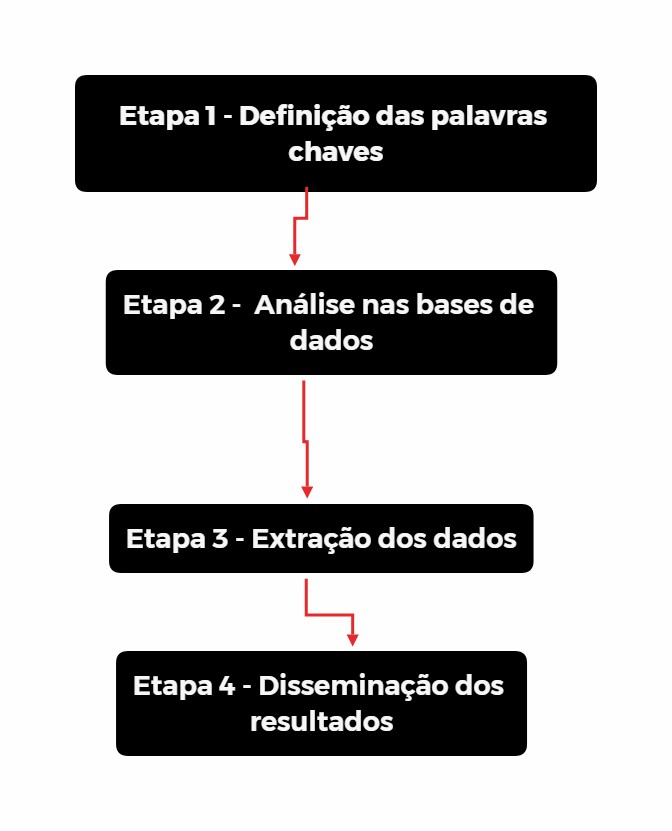 Etapa 1 - Definição das palavras
chaves
Etapa 2 - Análise nas bases de
dados
Etapa 3 - Extração dos dados
Etapa 4 - Disseminação dos
resultados